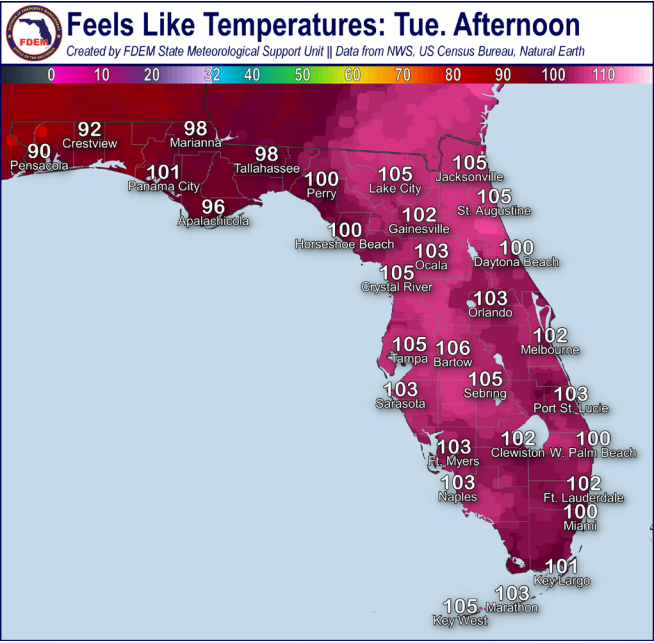 Feels Like Temperatures: Tue. Afternoon
FDEM
Created by FDEM State Meteorological Support Unit || Data from NWS, US Census Bureau, Natural Earth
0 10 20 32 40 50 60 70 80 90 100 110
92
Crestview
98
Marianna
90
Pensacola
101
Panama City
98
Tallahassee
96
Apalachicola
100
Perry
105
Lake City
105
Jacksonville
105
St. Augustine
102
Gainesville
100
Horseshoe Beach
103
Ocala
100
Daytona Beach
105
Crystal River
103
Orlando
102
Melbourne
105
Tampa
106
Bartow
105
Sebring
103
Sarasota
103
Port St. Lucie
103
Ft. Myers
102
Clewiston
100
W. Palm Beach
103
Naples
102
Ft. Lauderdale
100
Miami
101
Key Largo
103
Marathon
105
Key West